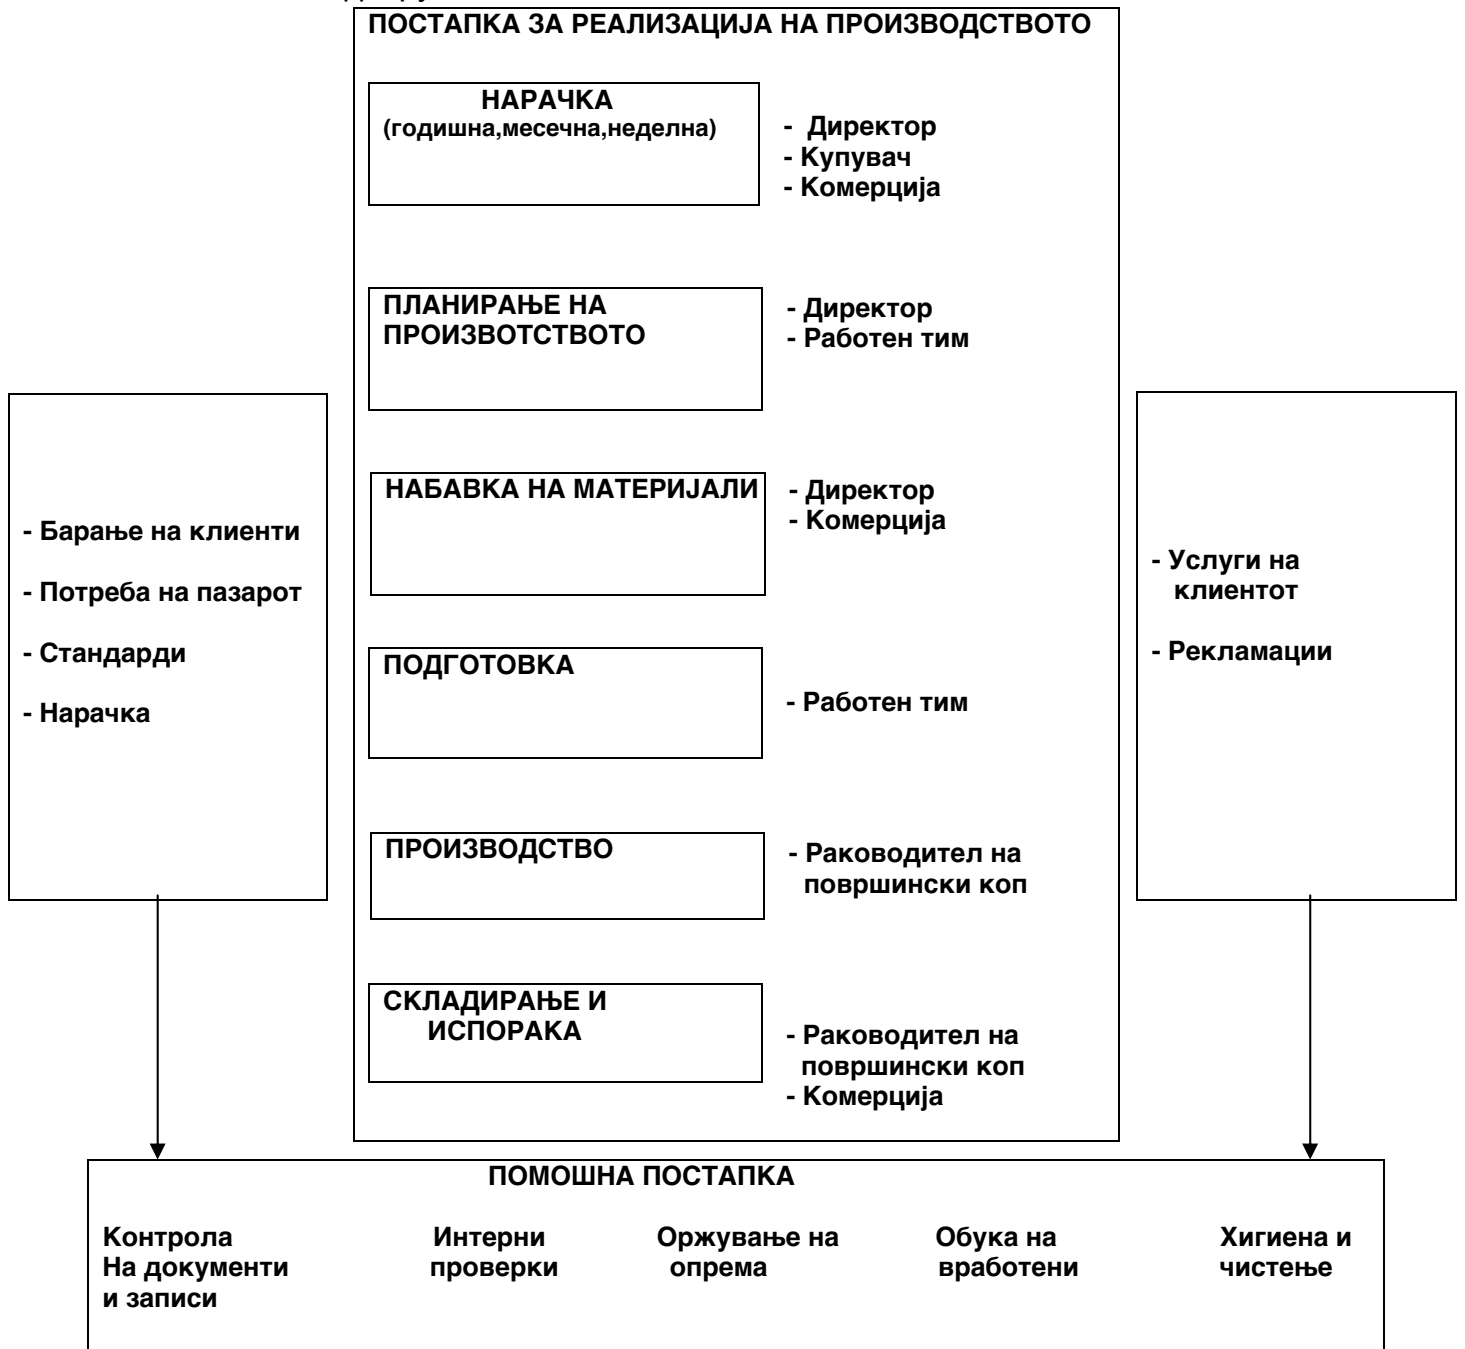 ПОСТАПКА ЗА РЕАЛИЗАЦИЈА НА ПРОИЗВОДСТВОТО
НАРАЧКА
(годишна,месечна,неделна)
- Директор
- Купувач
- Комерција
ПЛАНИРАЊЕ НА
ПРОИЗВОТСТВОТО
- Директор
- Работен тим
НАБАВКА НА МАТЕРИЈАЛИ
- Директор
- Комерција
ПОДГОТОВКА
- Работен тим
ПРОИЗВОДСТВО
- Раководител на
површински коп
СКЛАДИРАЊЕ И
ИСПОРАКА
- Раководител на
површински коп
- Комерција
- Барање на клиенти
- Потреба на пазарот
- Стандарди
- Нарачка
- Услуги на
клиентот
- Рекламации
ПОМОШНА ПОСТАПКА
Контрола
На документи
и записи
Интерни
проверки
Оржување на
опрема
Обука на
вработени
Хигиена и
чистење